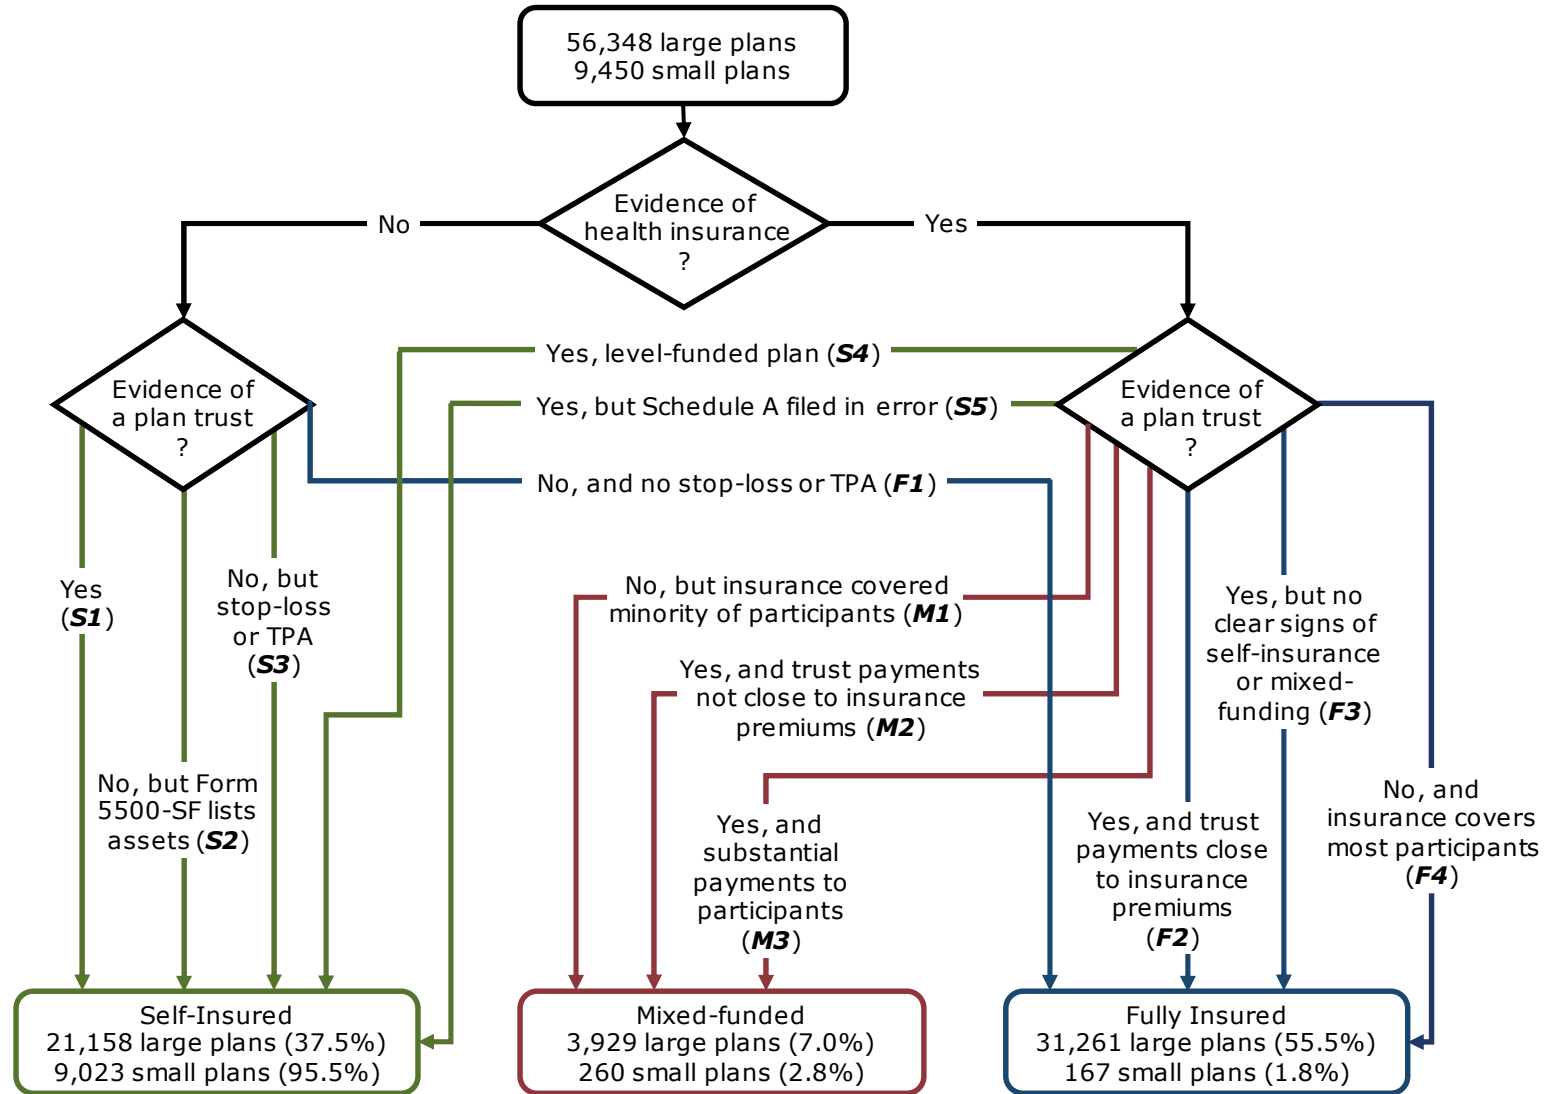 56,348 large plans
9,450 small plans
Evidence of
health insurance
?
No
Yes
Evidence of
a plan trust
?
Evidence of
a plan trust
?
Yes, level-funded plan (S4)
Yes, but Schedule A filed in error (S5)
No, and no stop-loss or TPA (F1)
Yes
(S1)
No, but Form
5500-SF lists
assets (S2)
No, but
stop-loss
or TPA
(S3)
No, but insurance covered
minority of participants (M1)
Yes, and trust payments
not close to insurance
premiums (M2)
Yes, and
substantial
payments to
participants
(M3)
Yes, and trust
payments close
to insurance
premiums
(F2)
Yes, but no
clear signs of
self-insurance
or mixed-
funding (F3)
No, and
insurance covers
most participants
(F4)
Self-Insured
21,158 large plans (37.5%)
9,023 small plans (95.5%)
Mixed-funded
3,929 large plans (7.0%)
260 small plans (2.8%)
Fully Insured
31,261 large plans (55.5%)
167 small plans (1.8%)